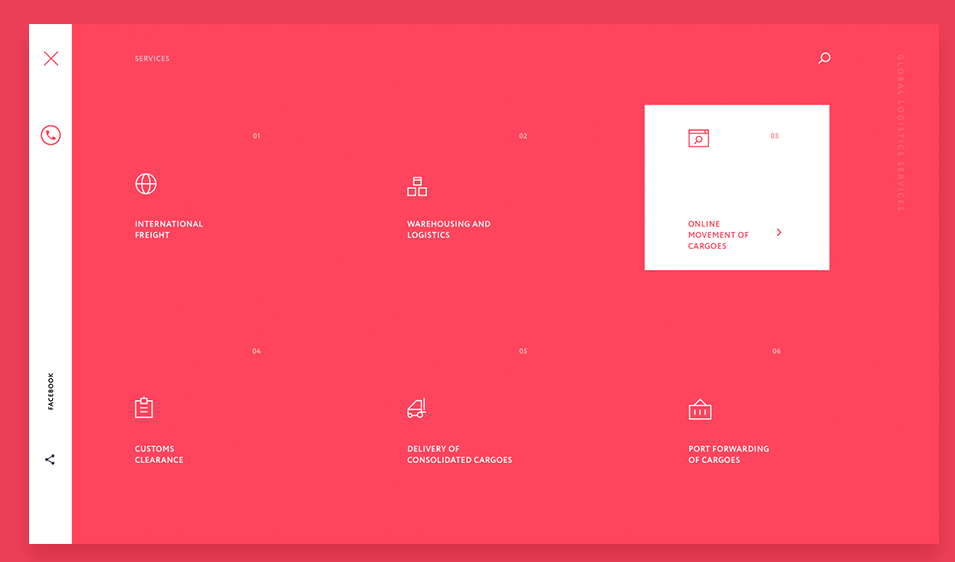 SERVICES
GLOBAL LOGISTICS SERVICES
01
INTERNATIONAL
FREIGHT
02
WAREHOUSING AND
LOGISTICS
03
ONLINE
MOVEMENT OF
CARGOES
FACEBOOK
04
CUSTOMS
CLEARANCE
05
DELIVERY OF
CONSOLIDATED CARGOES
06
PORT FORWARDING
OF CARGOES